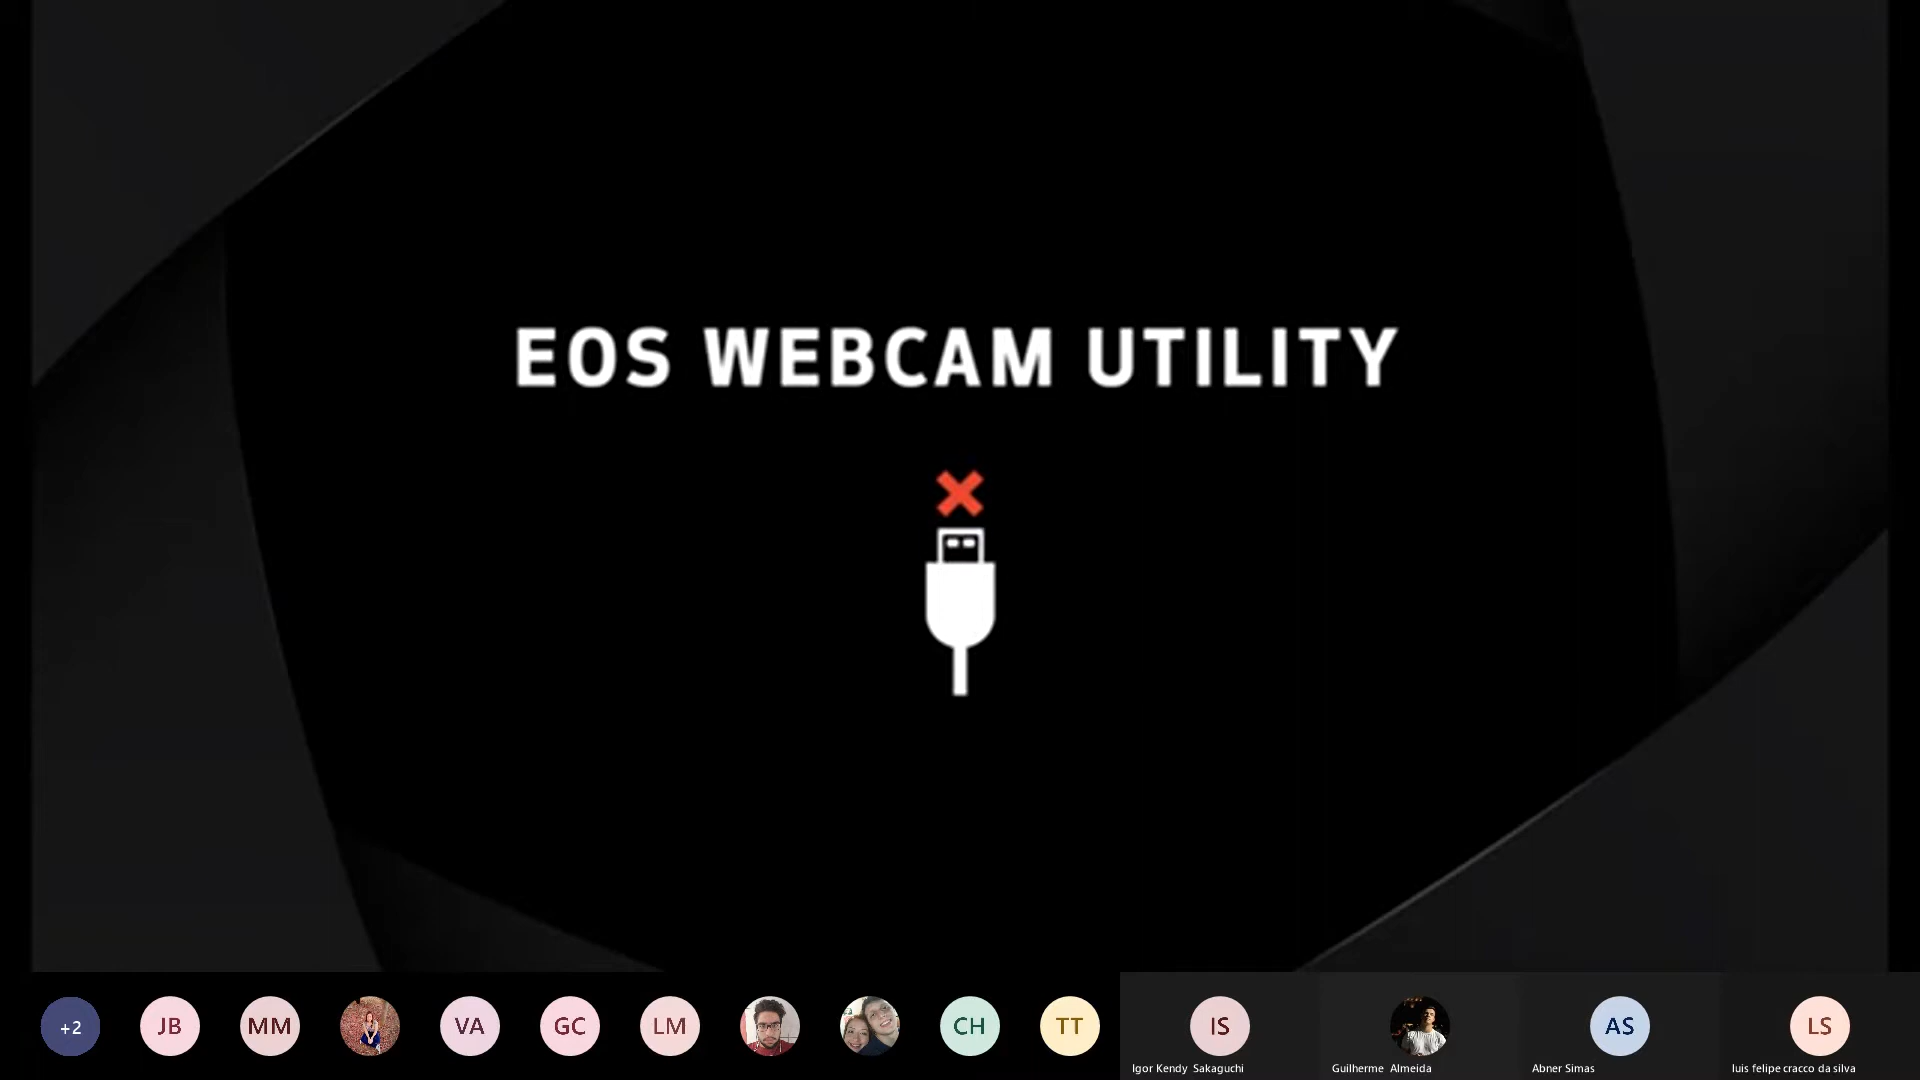 EOS WEBCAM UTILITY
+2
JB
MM
VA
GC
LM
CH
TT
IS
AS
LS
Igor Kendy Sakaguchi
Guilherme Almeida
Abner Simas
luis felipe cracco da silva